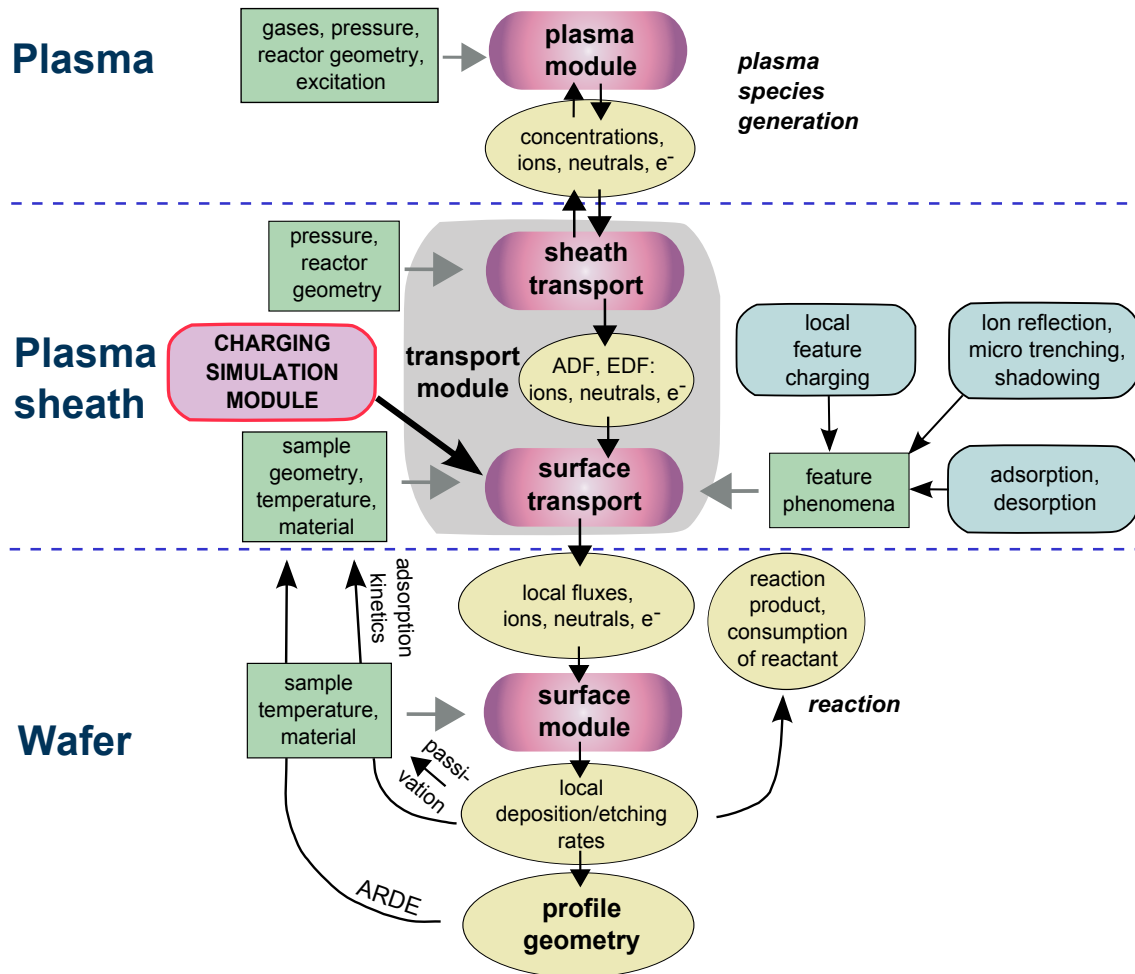 Plasma
gases, pressure,
reactor geometry,
excitation
plasma
module
plasma
species
generation
concentrations,
ions, neutrals, e⁻
Plasma
sheath
pressure,
reactor
geometry
sheath
transport
CHARGING
SIMULATION
MODULE
transport
module
ADF, EDF:
ions, neutrals, e⁻
local
feature
charging
Ion reflection,
micro trenching,
shadowing
sample
geometry,
temperature,
material
surface
transport
feature
phenomena
adsorption,
desorption
Wafer
adsorption
kinetics
local fluxes,
ions, neutrals, e⁻
reaction
product,
consumption
of reactant
sample
temperature,
material
surface
module
reaction
passi-
vation
local
deposition/etching
rates
ARDE
profile
geometry